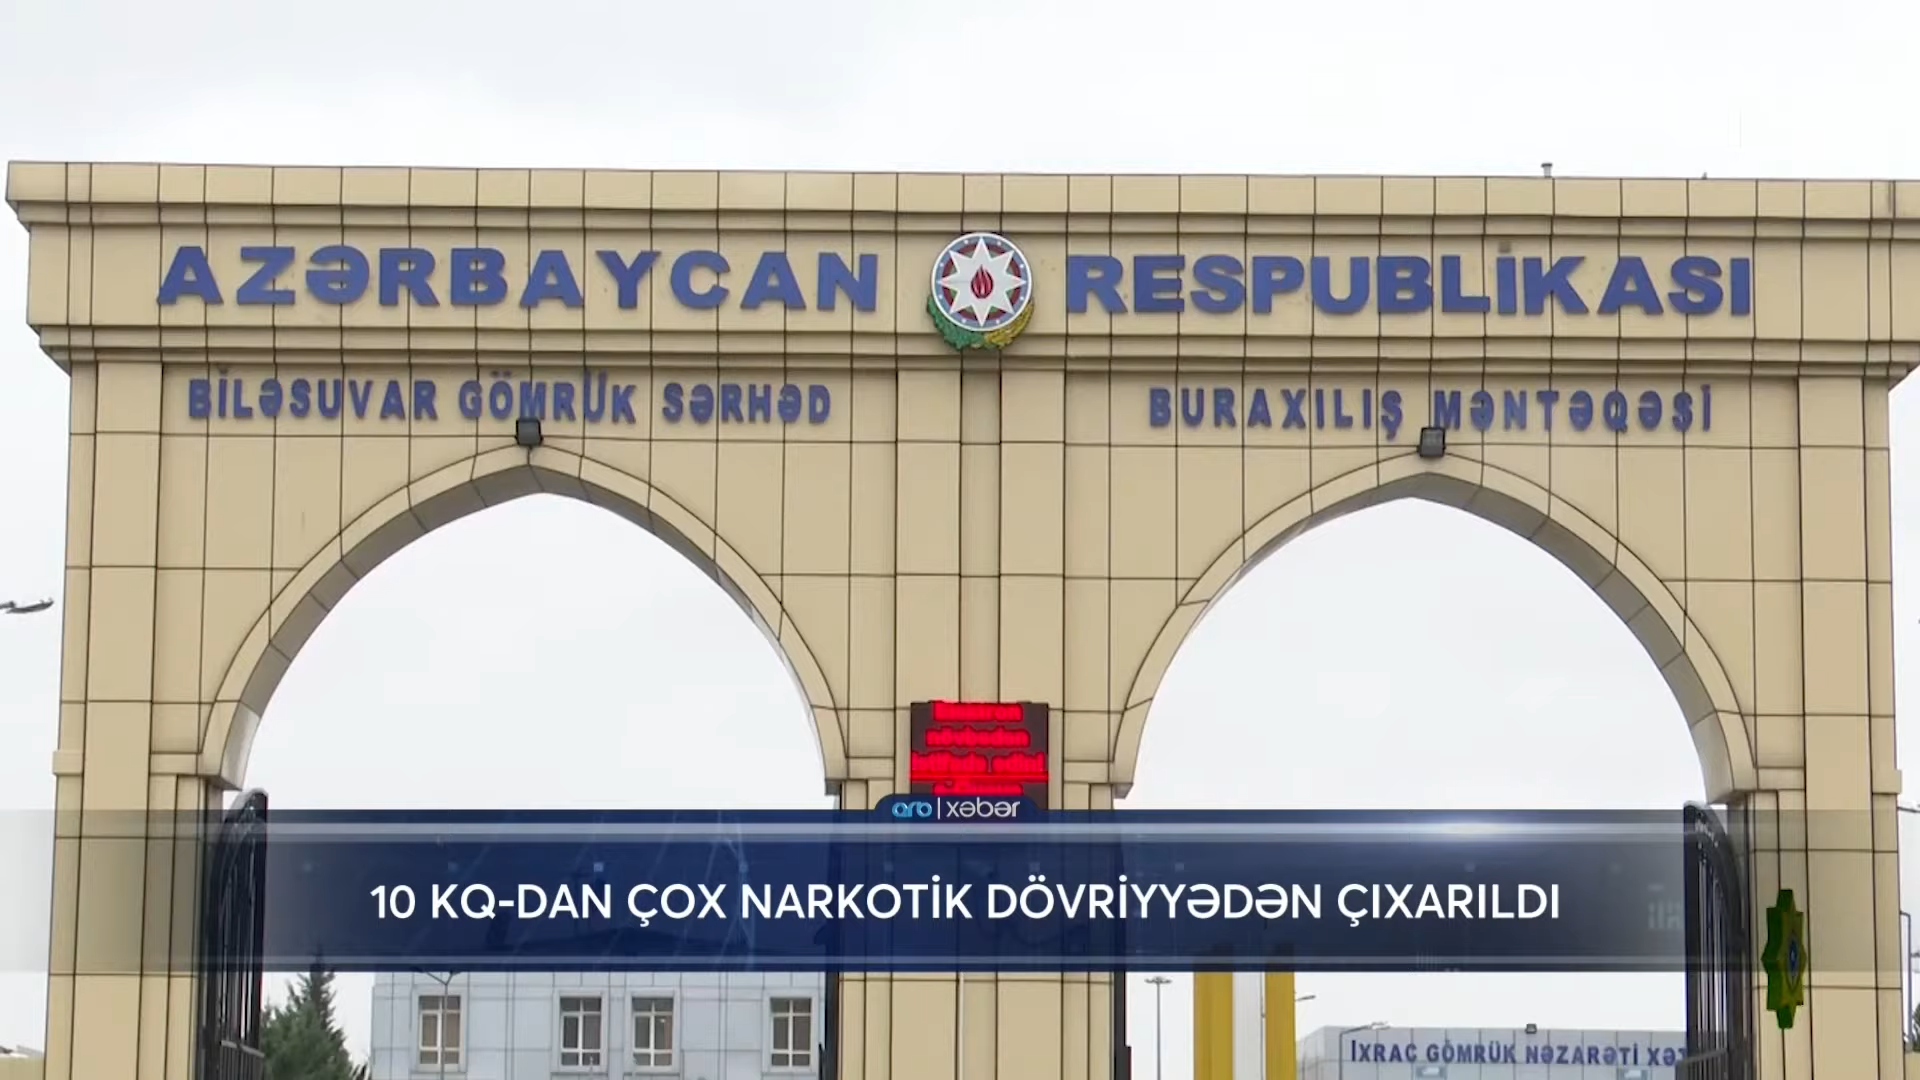 AZƏRBAYCAN RESPUBLİKASI
BİLƏSUVAR GÖMRÜK SƏRHƏD BURAXILIŞ MƏNTƏQƏSİ
arb | xəbər
10 KQ-DAN ÇOX NARKOTİK DÖVRİYYƏDƏN ÇIXARILDI
İXRAC GÖMRÜK NƏZARƏTİ